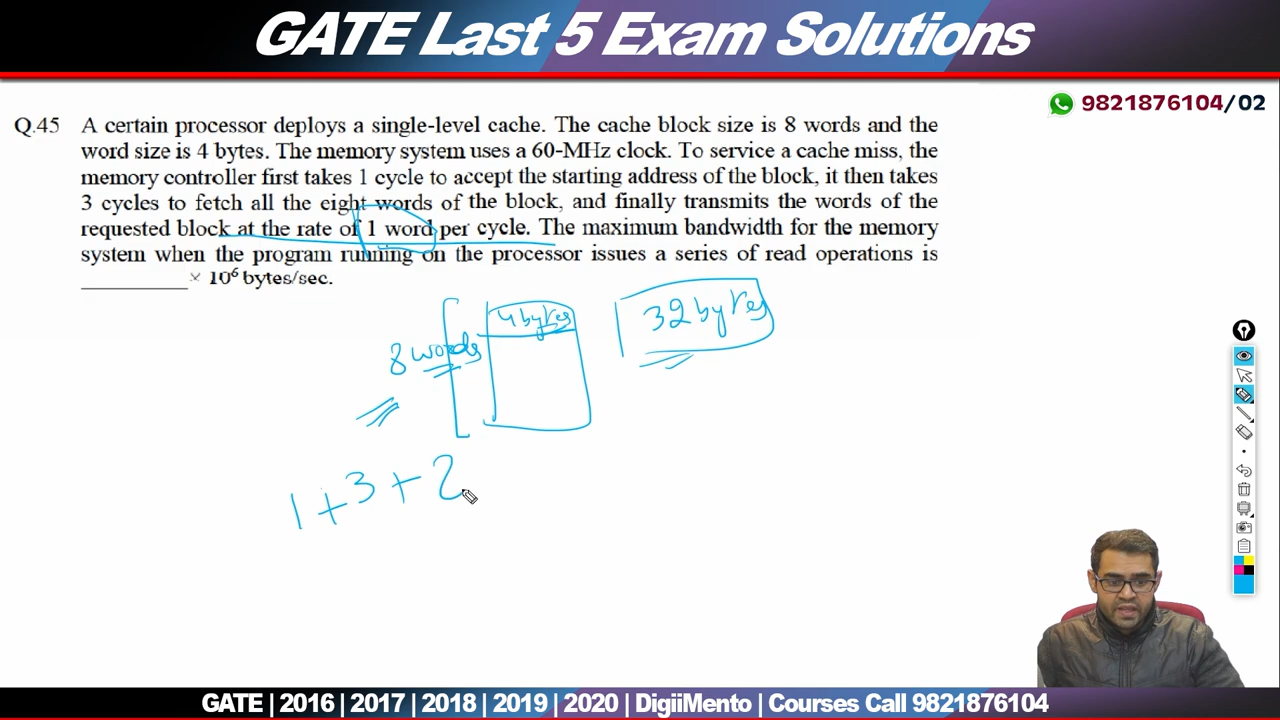 GATE Last 5 Exam Solutions
9821876104/02
Q.45 A certain processor deploys a single-level cache. The cache block size is 8 words and the
word size is 4 bytes. The memory system uses a 60-MHz clock. To service a cache miss, the
memory controller first takes 1 cycle to accept the starting address of the block, it then takes
3 cycles to fetch all the eight words of the block, and finally transmits the words of the
requested block at the rate of 1 word per cycle. The maximum bandwidth for the memory
system when the program running on the processor issues a series of read operations is
__________ × 10⁶ bytes/sec.
4 bytes
32 bytes
8 words
1 + 3 + 2
GATE | 2016 | 2017 | 2018 | 2019 | 2020 | DigiiMento | Courses Call 9821876104